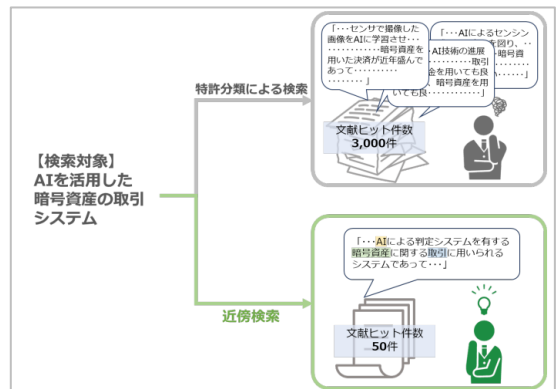 【検索対象】
AIを活用した
暗号資産の取引
システム
特許分類による検索
「・・・センサで撮像した
画像をAIに学習させ・・
・・・・・・・・・・・・暗号資産を
用いた決済が近年盛んで
あって・・・・・・・・・・
・・・・・・・・」
「・・・AIによるセンシン
を図り、・・
AI技術の進展
・・・・・・・・・取引
金を用いても良
、暗号資産を用
いても良・・・・・・・・・・・」
文献ヒット件数
3,000件
近傍検索
「・・・AIによる判定システムを有する
暗号資産に関する取引に用いられる
システムであって・・・」
文献ヒット件数
50件